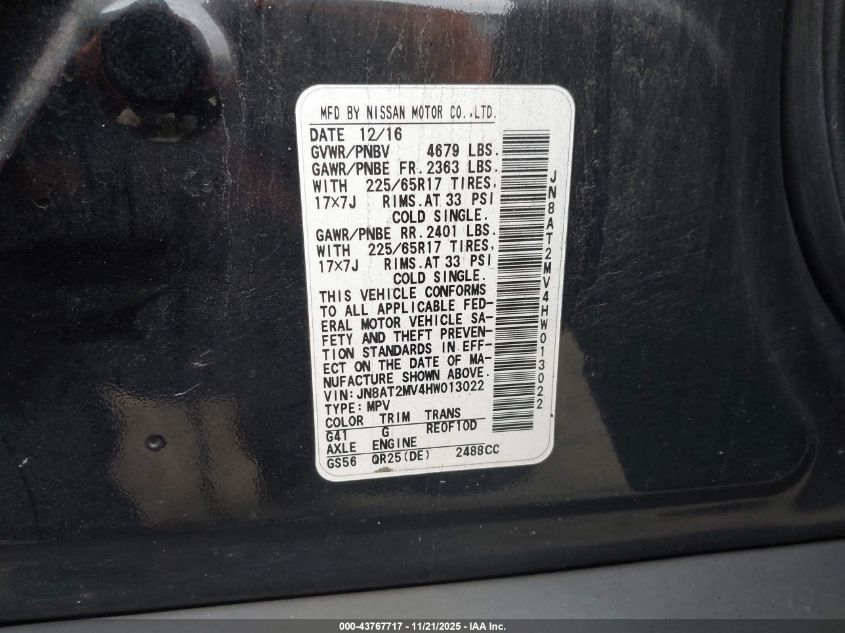 MFD BY NISSAN MOTOR CO.,LTD.
DATE 12/16
GVWR/PNBV 4679 LBS.
GAWR/PNBE FR. 2363 LBS.
WITH 225/65R17 TIRES,
17×7J RIMS.AT 33 PSI
COLD SINGLE.
GAWR/PNBE RR. 2401 LBS.
WITH 225/65R17 TIRES,
17×7J RIMS.AT 33 PSI
COLD SINGLE.
THIS VEHICLE CONFORMS
TO ALL APPLICABLE FED-
ERAL MOTOR VEHICLE SA-
FETY AND THEFT PREVEN-
TION STANDARDS IN EFF-
ECT ON THE DATE OF MA-
NUFACTURE SHOWN ABOVE.
VIN:JN8AT2MV4HW013022
TYPE:MPV
COLOR TRIM TRANS
G41 G RE0F10D
AXLE ENGINE
GS56 QR25(DE) 2488CC
JN8AT2MV4HW013022
000-43767717 - 11/21/2025 - IAA Inc.